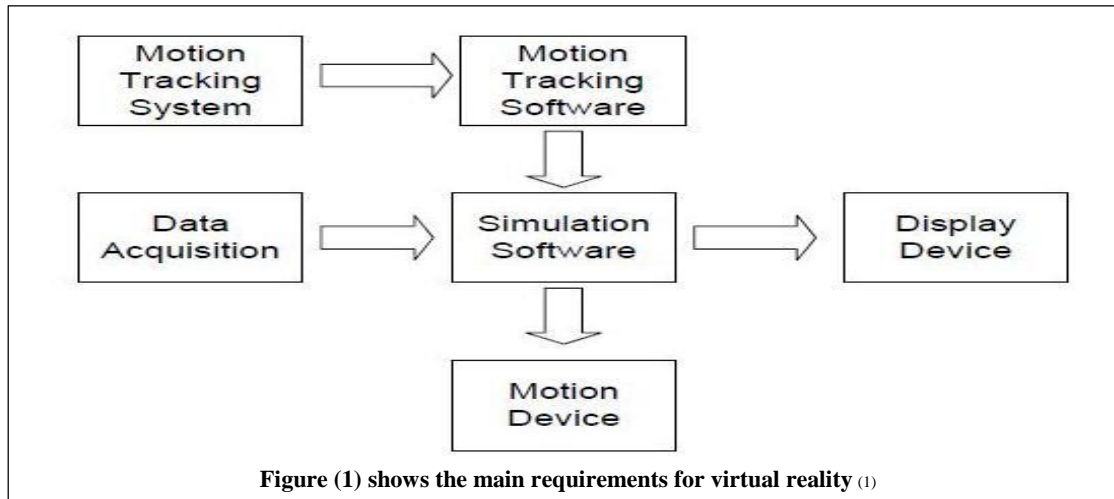 Motion
Tracking
System
Motion
Tracking
Software
Data
Acquisition
Simulation
Software
Display
Device
Motion
Device
Figure (1) shows the main requirements for virtual reality (1)